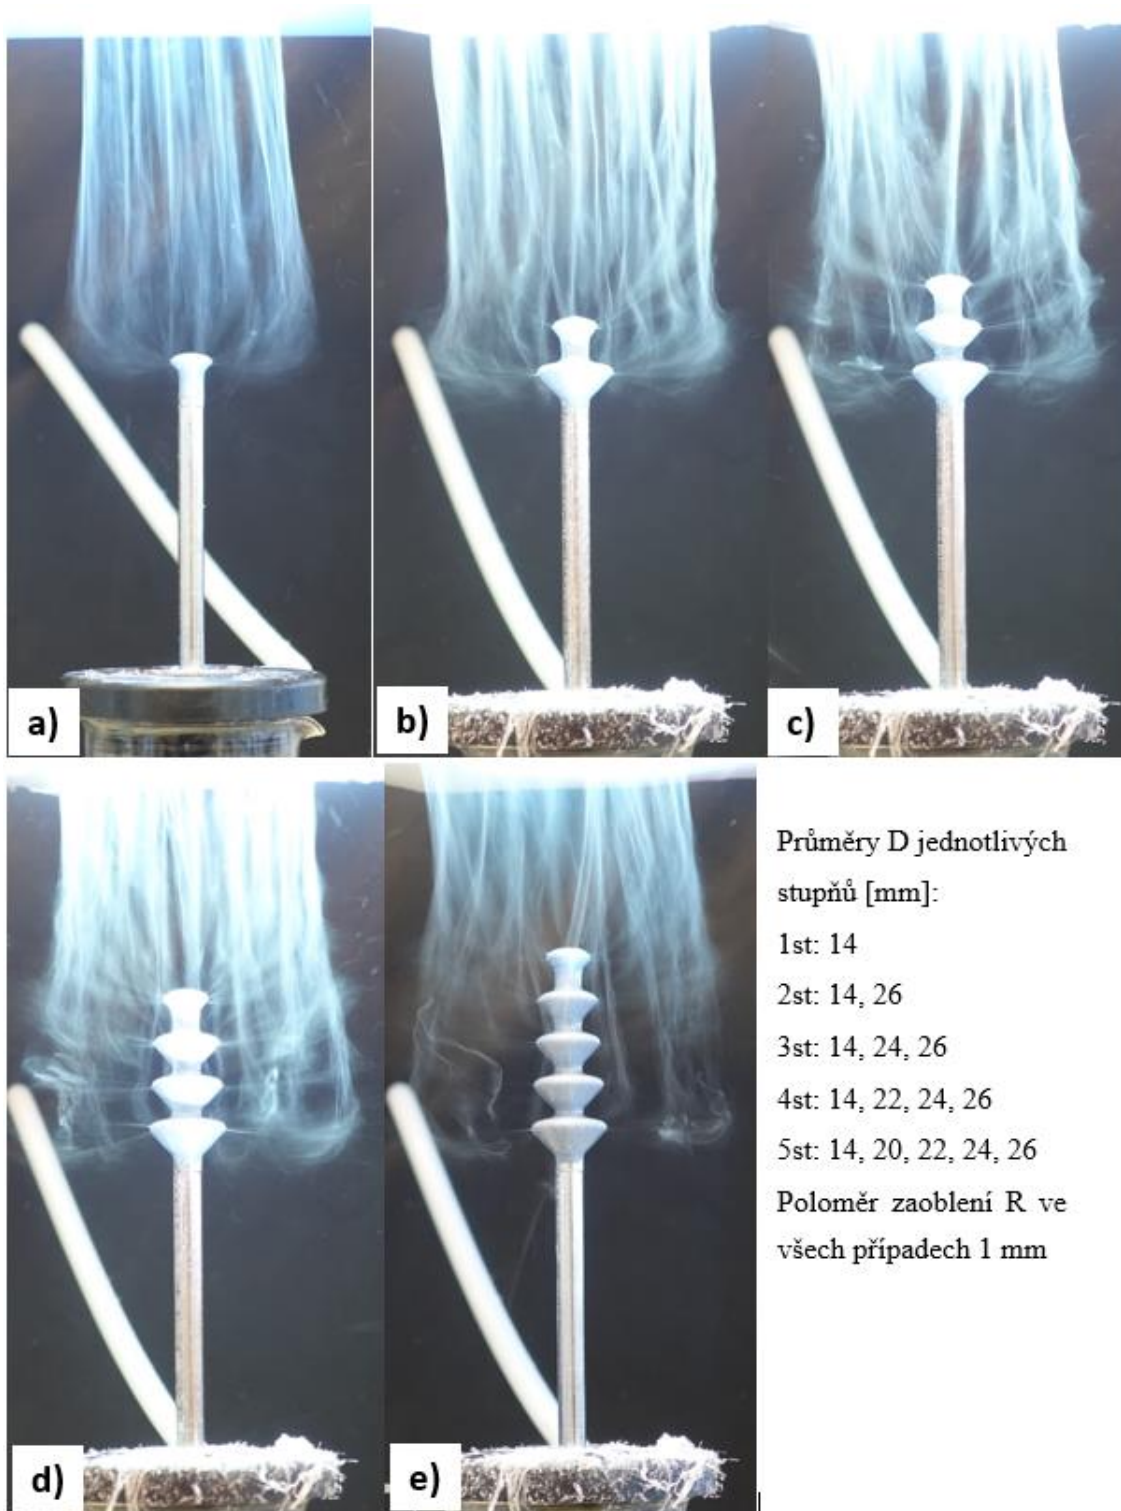 a)
b)
c)
d)
e)
Průměry D jednotlivých
stupňů [mm]:
1st: 14
2st: 14, 26
3st: 14, 24, 26
4st: 14, 22, 24, 26
5st: 14, 20, 22, 24, 26
Poloměr zaoblení R ve
všech případech 1 mm